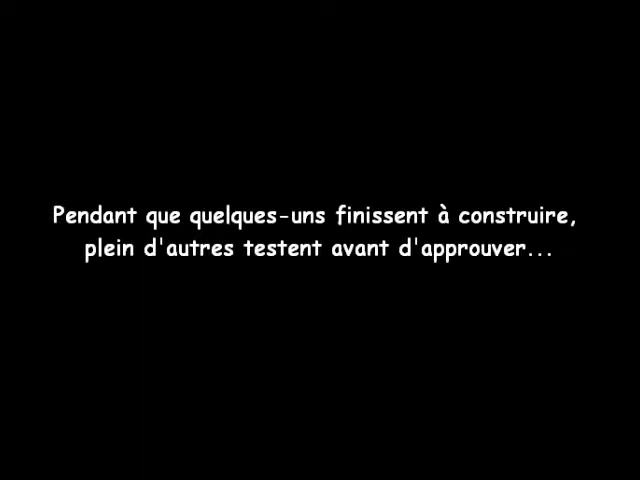 Pendant que quelques-uns finissent à construire,
plein d'autres testent avant d'approuver...